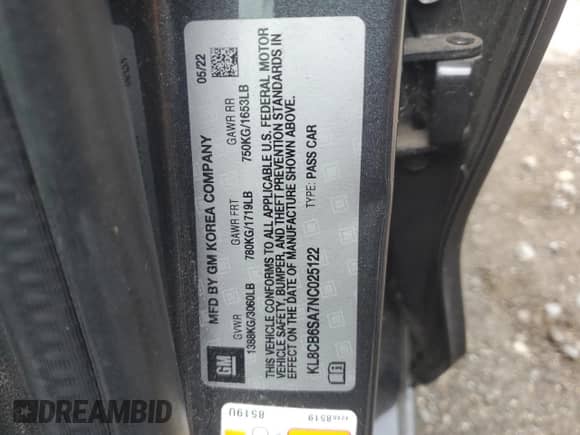 MFD BY GM KOREA COMPANY 05/22
GVWR GAWR FRT GAWR RR
1388KG/3060LB 780KG/1719LB 750KG/1653LB
THIS VEHICLE CONFORMS TO ALL APPLICABLE U.S. FEDERAL MOTOR
VEHICLE SAFETY, BUMPER, AND THEFT PREVENTION STANDARDS IN
EFFECT ON THE DATE OF MANUFACTURE SHOWN ABOVE.
KL8CB6SA7NC025122 TYPE: PASS CAR
GM
8519U
DREAMBID